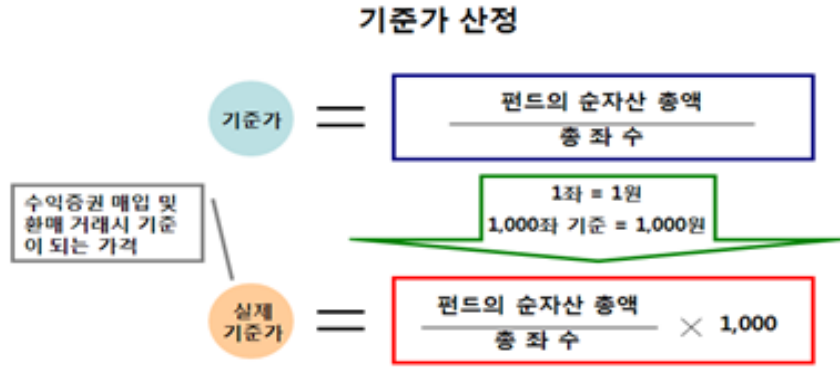 기준가 산정
기준가
=
펀드의 순자산 총액
총 좌 수
1좌 = 1원
1,000좌 기준 = 1,000원
수익증권 매입 및
환매 거래시 기준
이 되는 가격
실제
기준가
=
펀드의 순자산 총액
총 좌 수
× 1,000